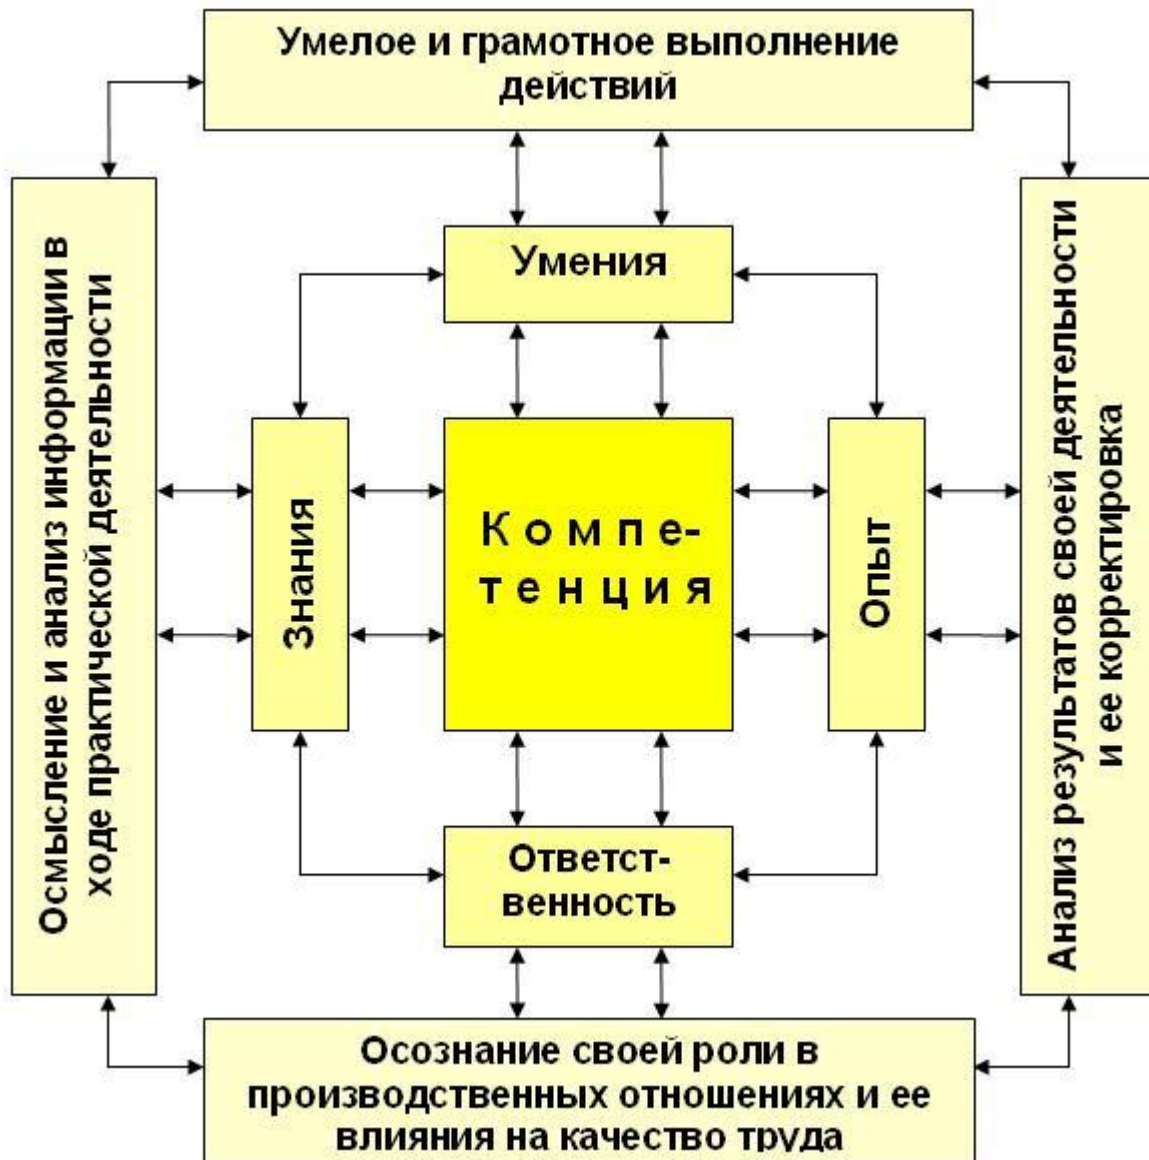 Умелое и грамотное выполнение
действий
Умения
Осмысление и анализ информации в
ходе практической деятельности
Знания
Компе-
тенция
Опыт
Анализ результатов своей деятельности
и ее корректировка
Ответст-
венность
Осознание своей роли в
производственных отношениях и ее
влияния на качество труда